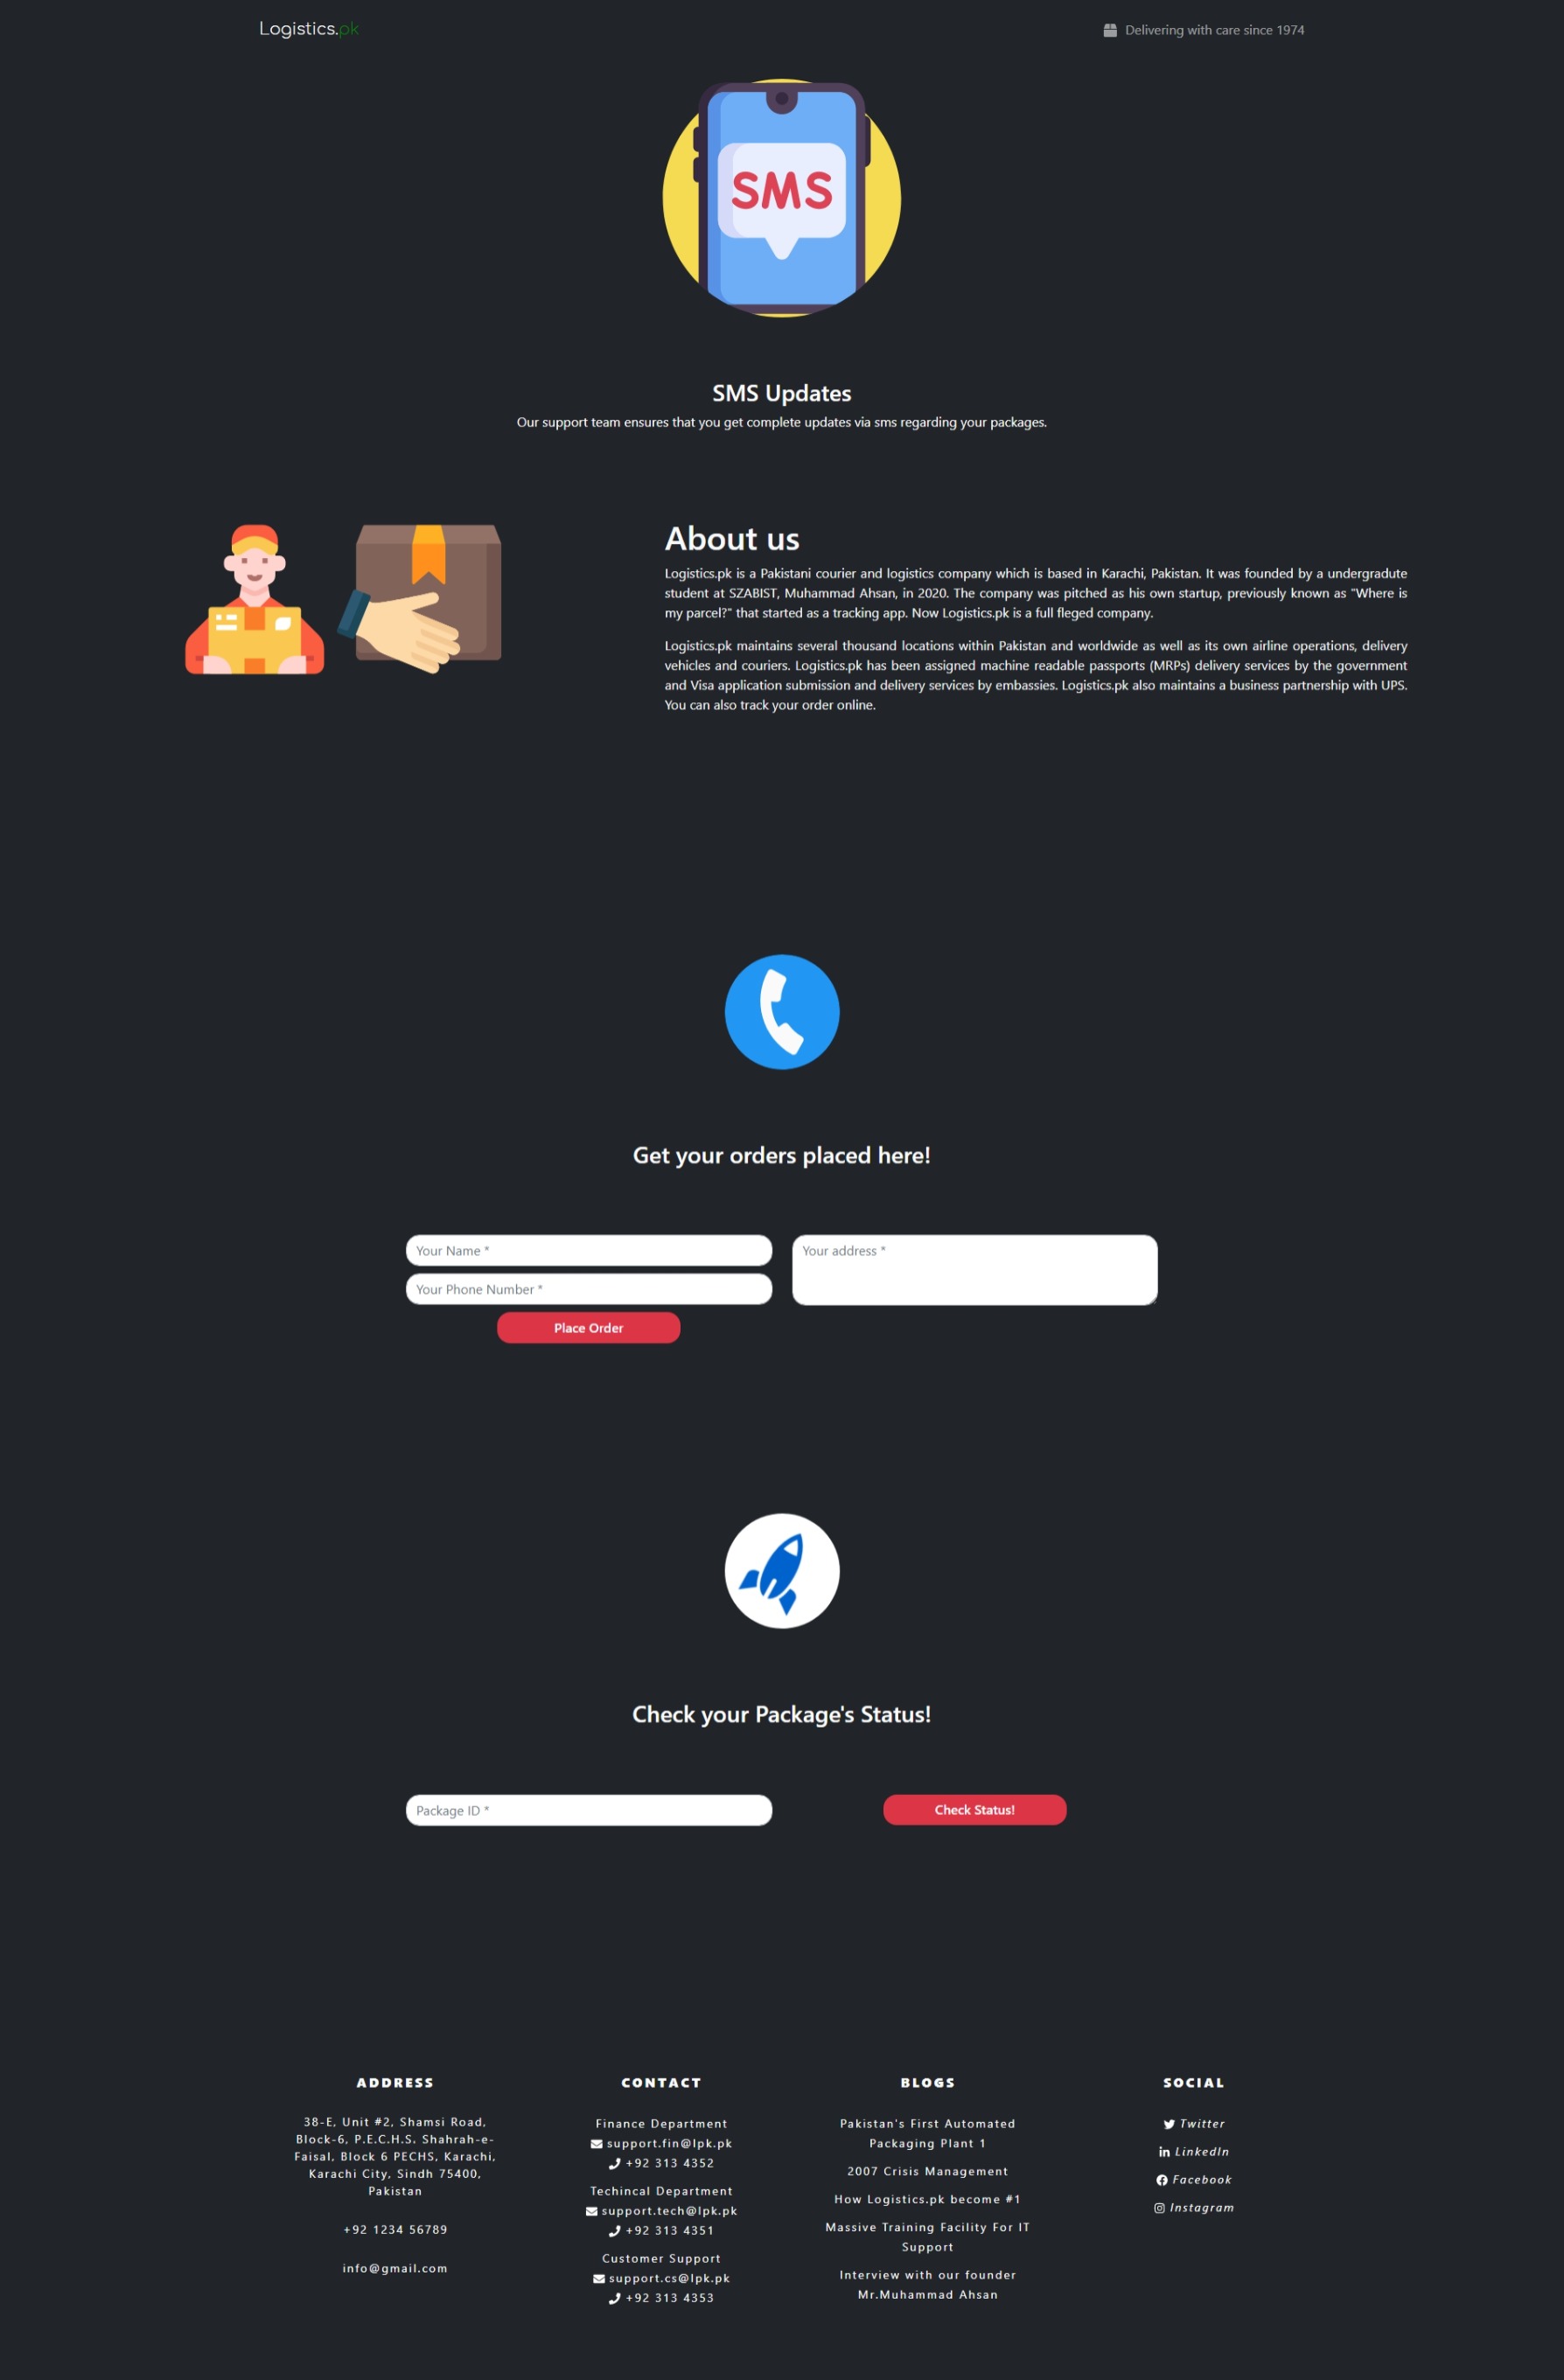 Logistics.pk
Delivering with care since 1974
SMS
SMS Updates
Our support team ensures that you get complete updates via sms regarding your packages.
About us
Logistics.pk is a Pakistani courier and logistics company which is based in Karachi, Pakistan. It was founded by a undergradute
student at SZABIST, Muhammad Ahsan, in 2020. The company was pitched as his own startup, previously known as "Where is
my parcel?" that started as a tracking app. Now Logistics.pk is a full fleged company.
Logistics.pk maintains several thousand locations within Pakistan and worldwide as well as its own airline operations, delivery
vehicles and couriers. Logistics.pk has been assigned machine readable passports (MRPs) delivery services by the government
and Visa application submission and delivery services by embassies. Logistics.pk also maintains a business partnership with UPS.
You can also track your order online.
Get your orders placed here!
Your Name *
Your Phone Number *
Your address *
Place Order
Check your Package's Status!
Package ID *
Check Status!
ADDRESS
38-E, Unit #2, Shamsi Road,
Block-6, P.E.C.H.S. Shahrah-e-
Faisal, Block 6 PECHS, Karachi,
Karachi City, Sindh 75400,
Pakistan
+92 1234 56789
info@gmail.com
CONTACT
Finance Department
support.fin@lpk.pk
+92 313 4352
Techincal Department
support.tech@lpk.pk
+92 313 4351
Customer Support
support.cs@lpk.pk
+92 313 4353
BLOGS
Pakistan's First Automated
Packaging Plant 1
2007 Crisis Management
How Logistics.pk become #1
Massive Training Facility For IT
Support
Interview with our founder
Mr.Muhammad Ahsan
SOCIAL
Twitter
LinkedIn
Facebook
Instagram